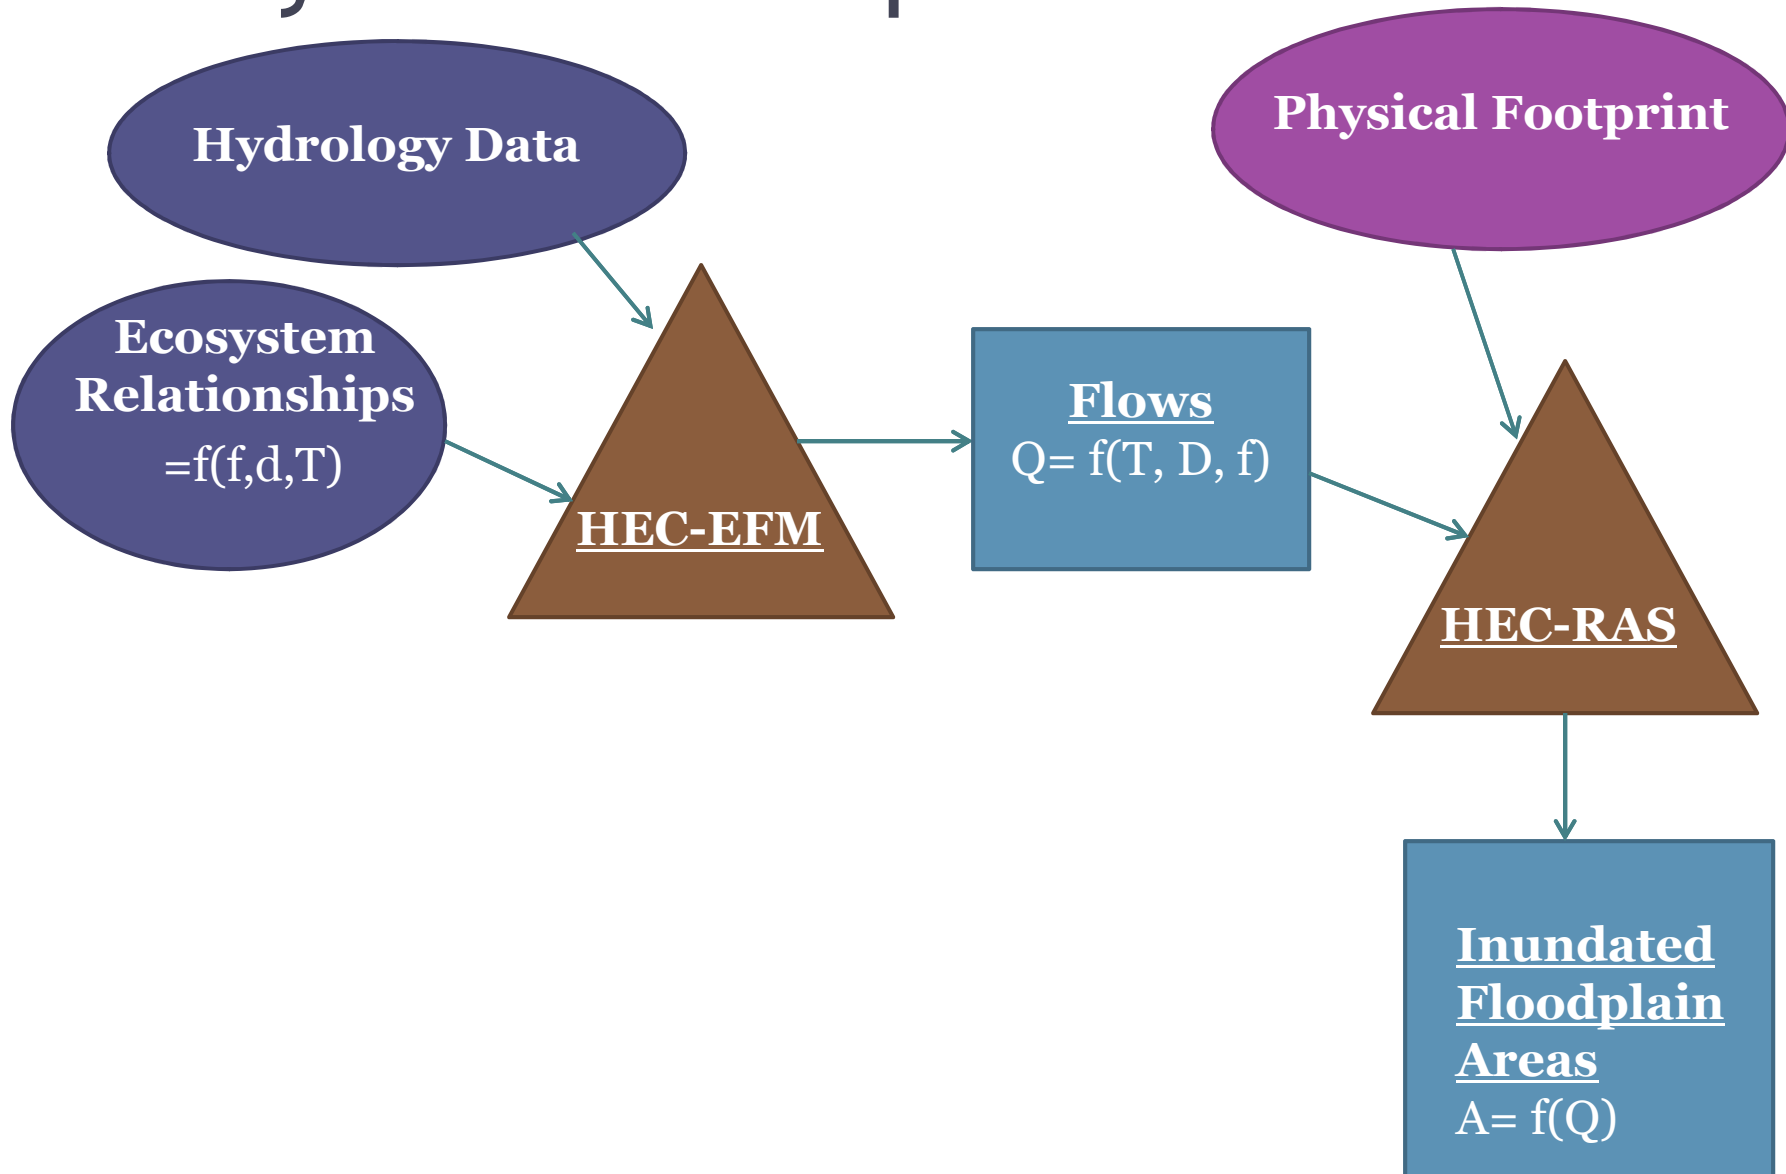 Hydrology Data
Physical Footprint
Ecosystem
Relationships
=f(f,d,T)
Flows
Q= f(T, D, f)
HEC-EFM
HEC-RAS
Inundated
Floodplain
Areas
A= f(Q)